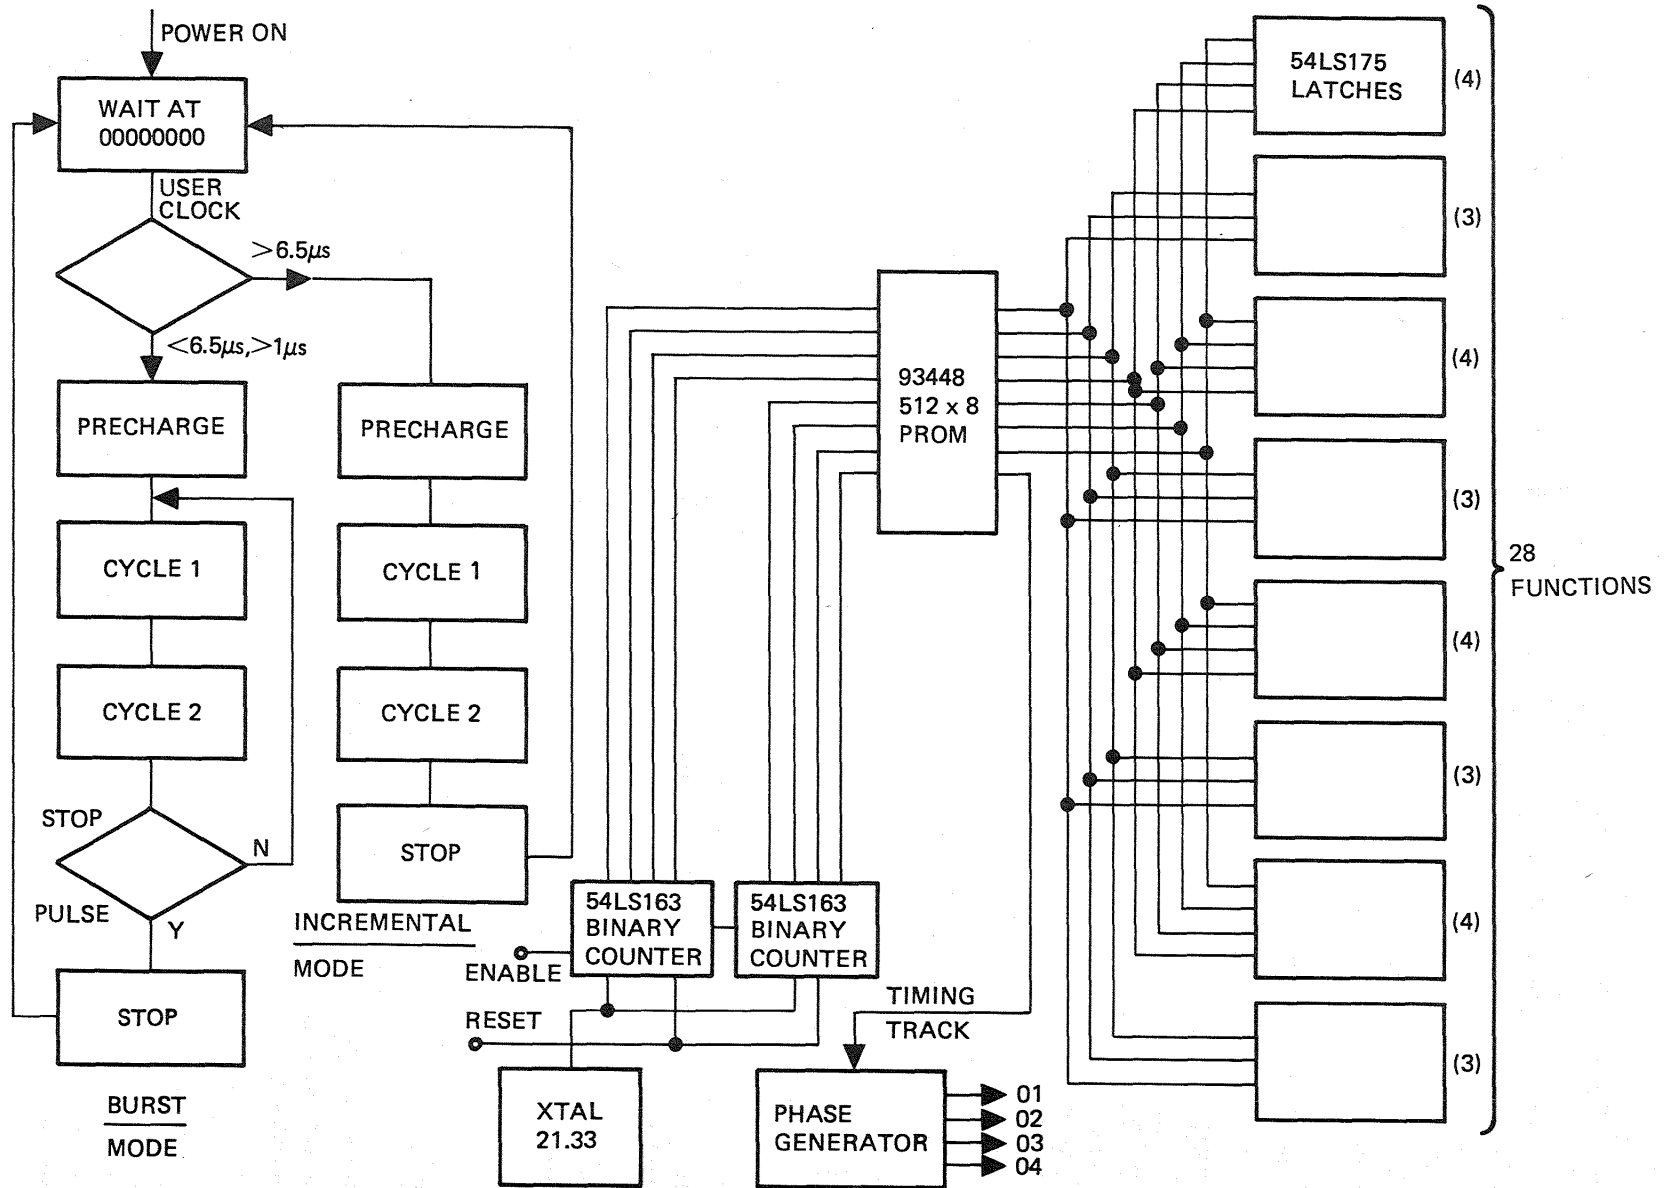 POWER ON
WAIT AT
00000000
USER
CLOCK
>6.5μs
<6.5μs,>1μs
PRECHARGE
CYCLE 1
CYCLE 2
STOP
PULSE
N
Y
STOP
BURST
MODE
PRECHARGE
CYCLE 1
CYCLE 2
STOP
INCREMENTAL
MODE
54LS163
BINARY
COUNTER
54LS163
BINARY
COUNTER
ENABLE
RESET
XTAL
21.33
93448
512 x 8
PROM
TIMING
TRACK
PHASE
GENERATOR
01
02
03
04
54LS175
LATCHES
(4)
(3)
(4)
(3)
(4)
(3)
(4)
(3)
28
FUNCTIONS